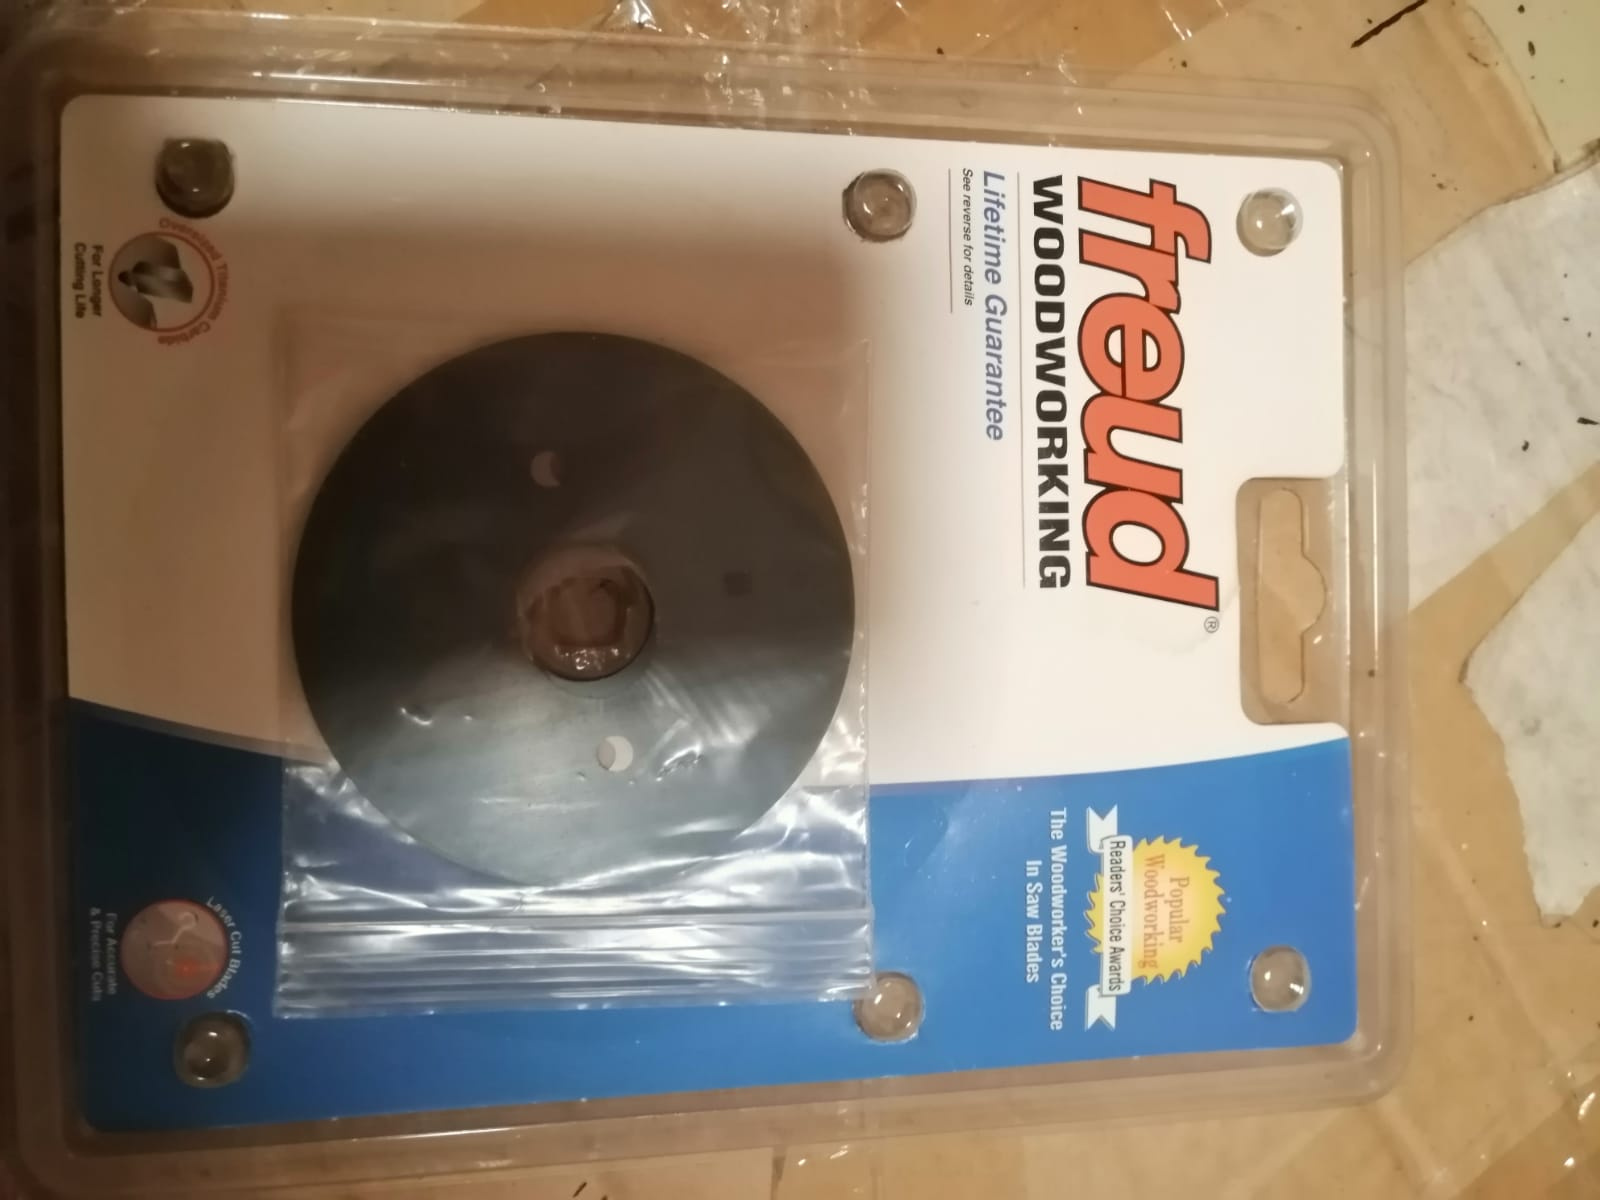 freud®
WOODWORKING
Lifetime Guarantee
See reverse for details
Popular
Woodworking
Readers' Choice Awards
The Woodworker's Choice
In Saw Blades
Oversized Titanium Carbide
For Longer
Cutting Life
Laser Cut Blades
For Accurate
& Precise Cuts